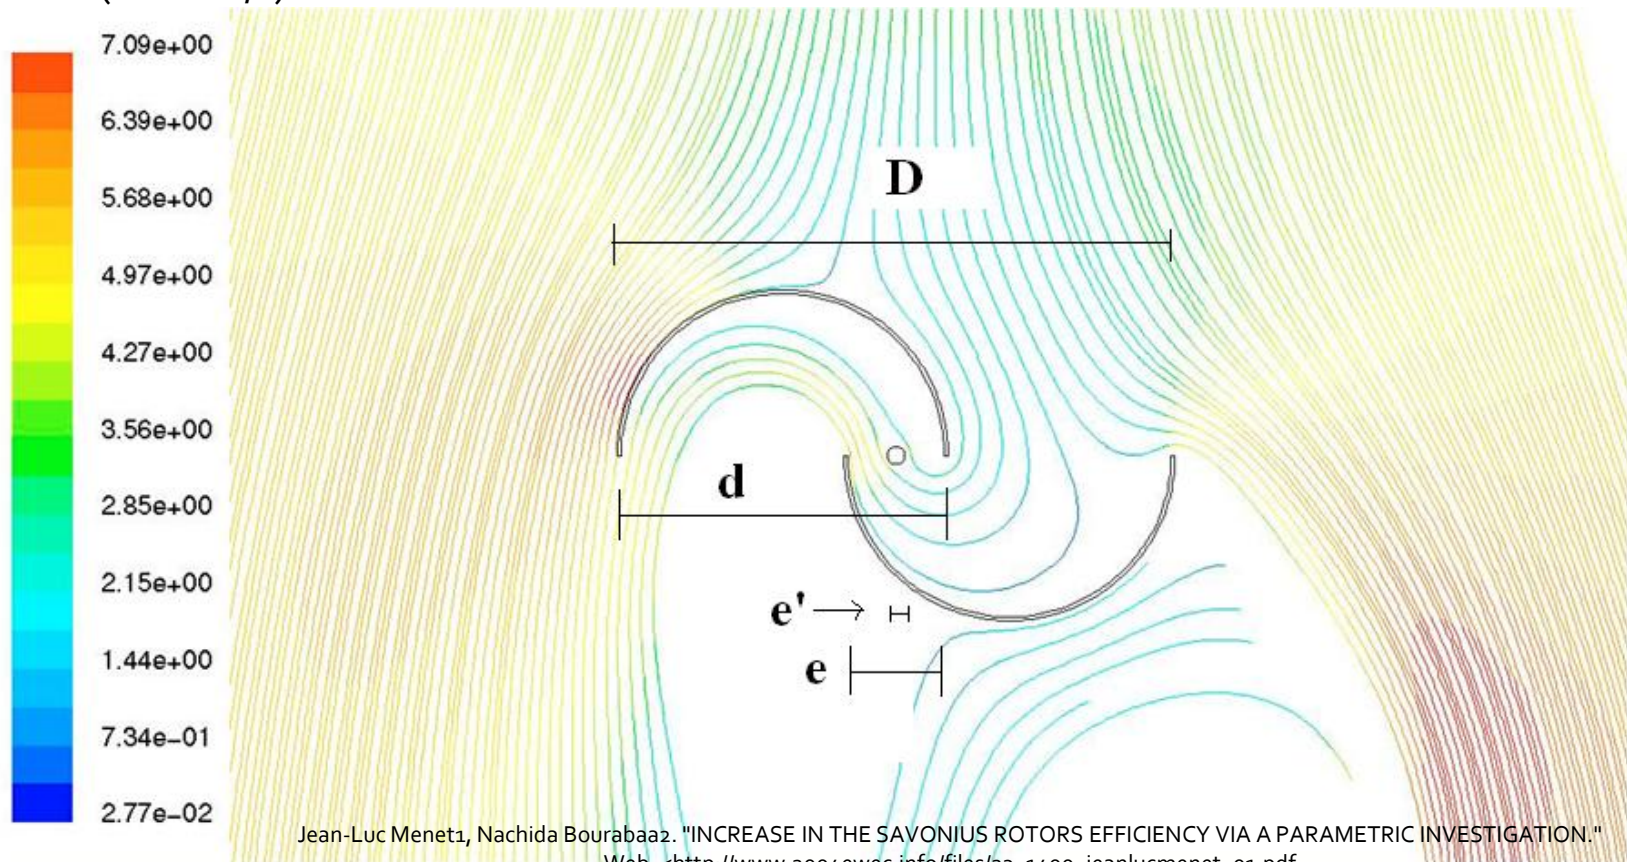 7.09e+00
6.39e+00
5.68e+00
4.97e+00
4.27e+00
3.56e+00
2.85e+00
2.15e+00
1.44e+00
7.34e−01
2.77e−02
D
d
e'
e
Jean-Luc Menet1, Nachida Bourabaa2. "INCREASE IN THE SAVONIUS ROTORS EFFICIENCY VIA A PARAMETRIC INVESTIGATION."
Web.